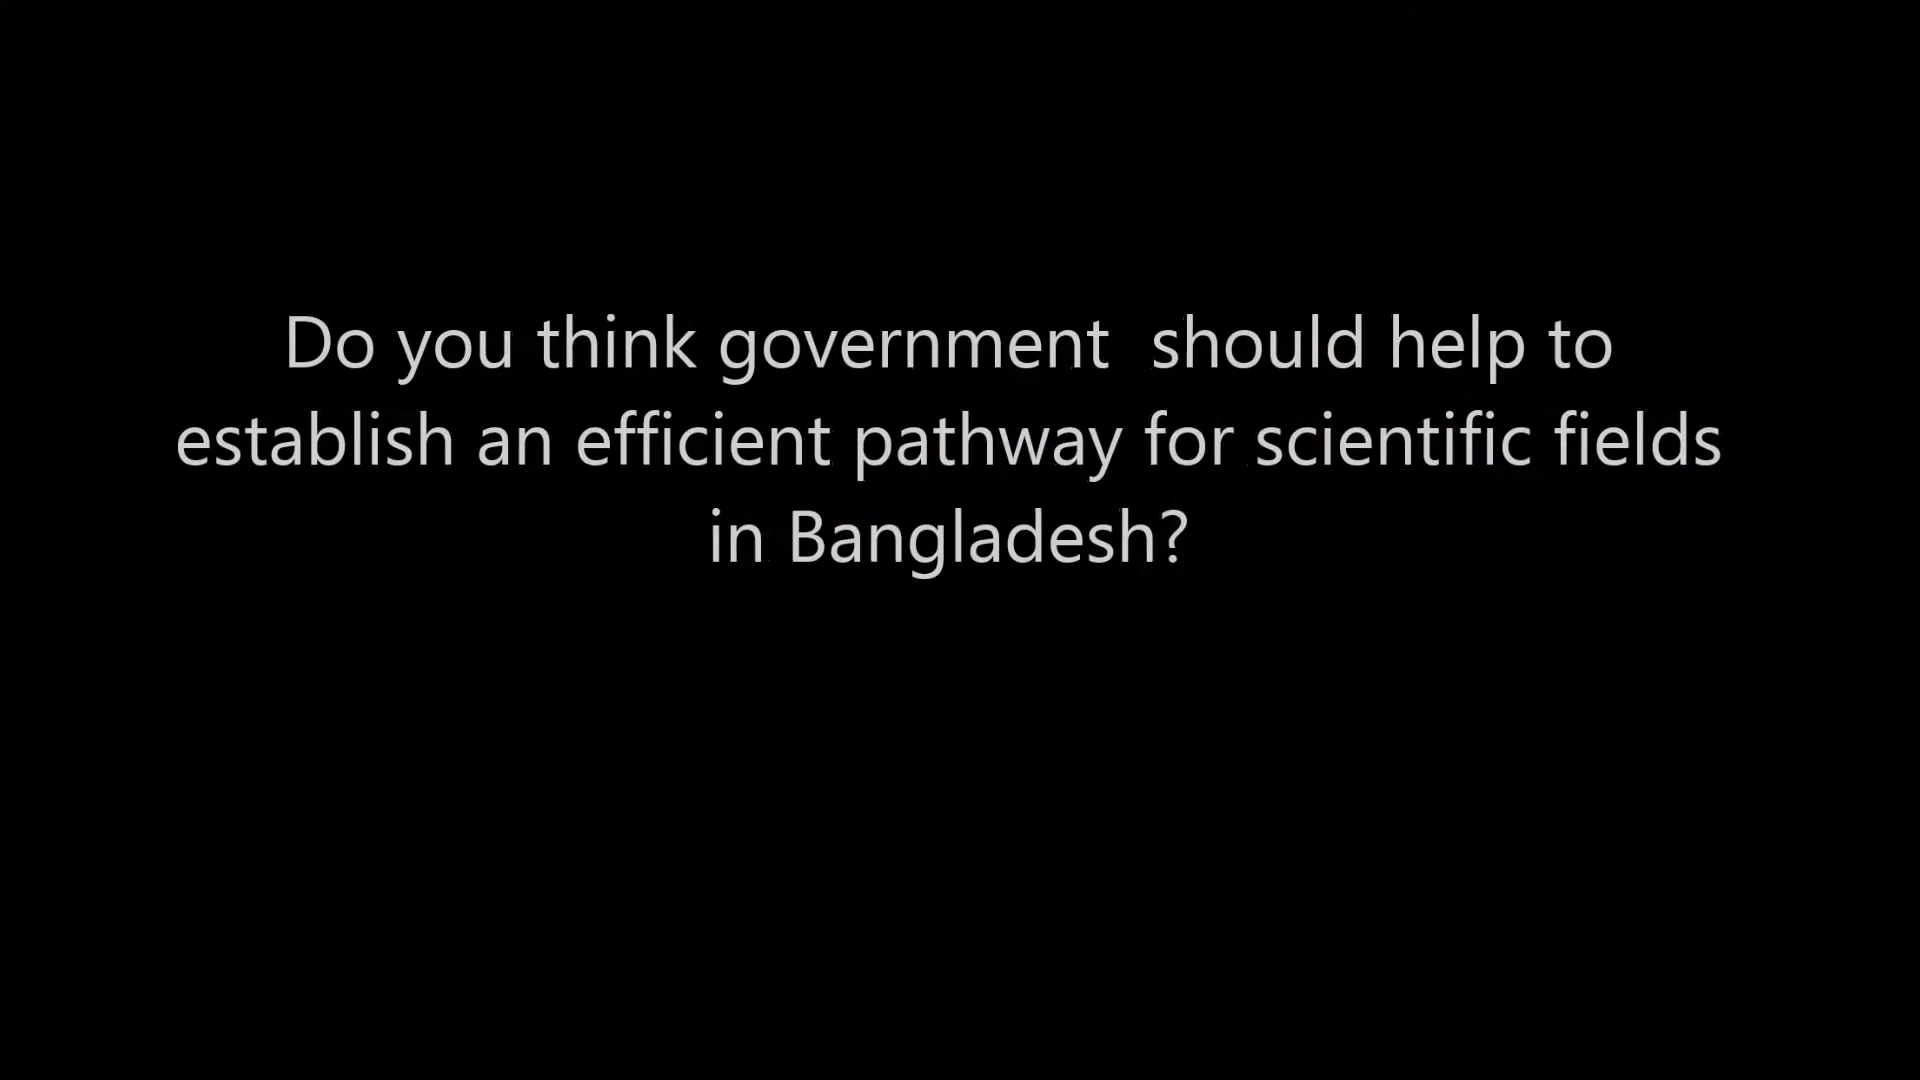 Do you think government  should help to
establish an efficient pathway for scientific fields
in Bangladesh?